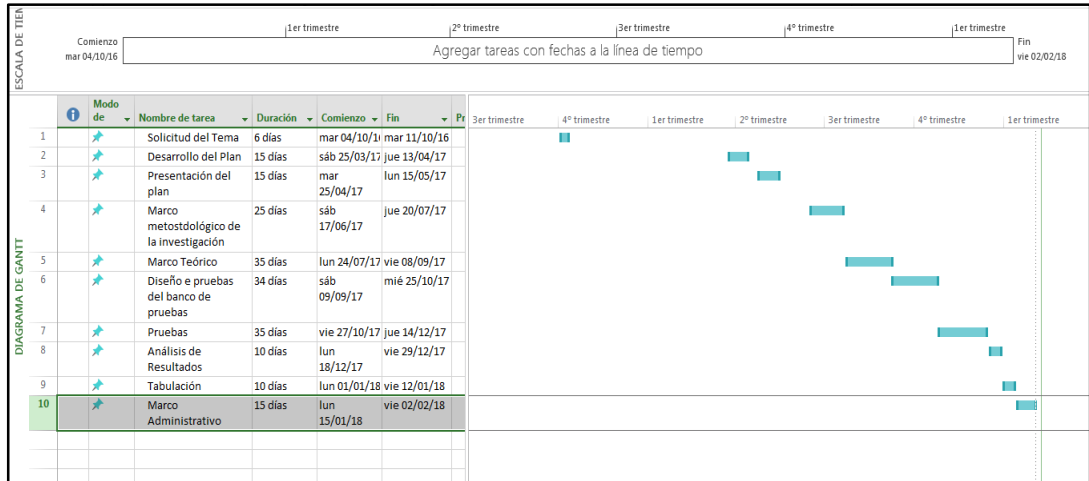 ESCALA DE TIEN
1er trimestre 2º trimestre 3er trimestre 4º trimestre 1er trimestre
Comienzo
mar 04/10/16
Agregar tareas con fechas a la línea de tiempo
Fin
vie 02/02/18
DIAGRAMA DE GANTT
Modo
de Nombre de tarea Duración Comienzo Fin Pr
3er trimestre 4º trimestre 1er trimestre 2º trimestre 3er trimestre 4º trimestre 1er trimestre
1 Solicitud del Tema 6 días mar 04/10/1 mar 11/10/16
2 Desarrollo del Plan 15 días sáb 25/03/17 jue 13/04/17
3 Presentación del 15 días mar lun 15/05/17
plan 25/04/17
4 Marco 25 días sáb jue 20/07/17
metostdológico de 17/06/17
la investigación
5 Marco Teórico 35 días lun 24/07/17 vie 08/09/17
6 Diseño e pruebas 34 días sáb mié 25/10/17
del banco de 09/09/17
pruebas
7 Pruebas 35 días vie 27/10/17 jue 14/12/17
8 Análisis de 10 días lun vie 29/12/17
Resultados 18/12/17
9 Tabulación 10 días lun 01/01/18 vie 12/01/18
10 Marco 15 días lun vie 02/02/18
Administrativo 15/01/18